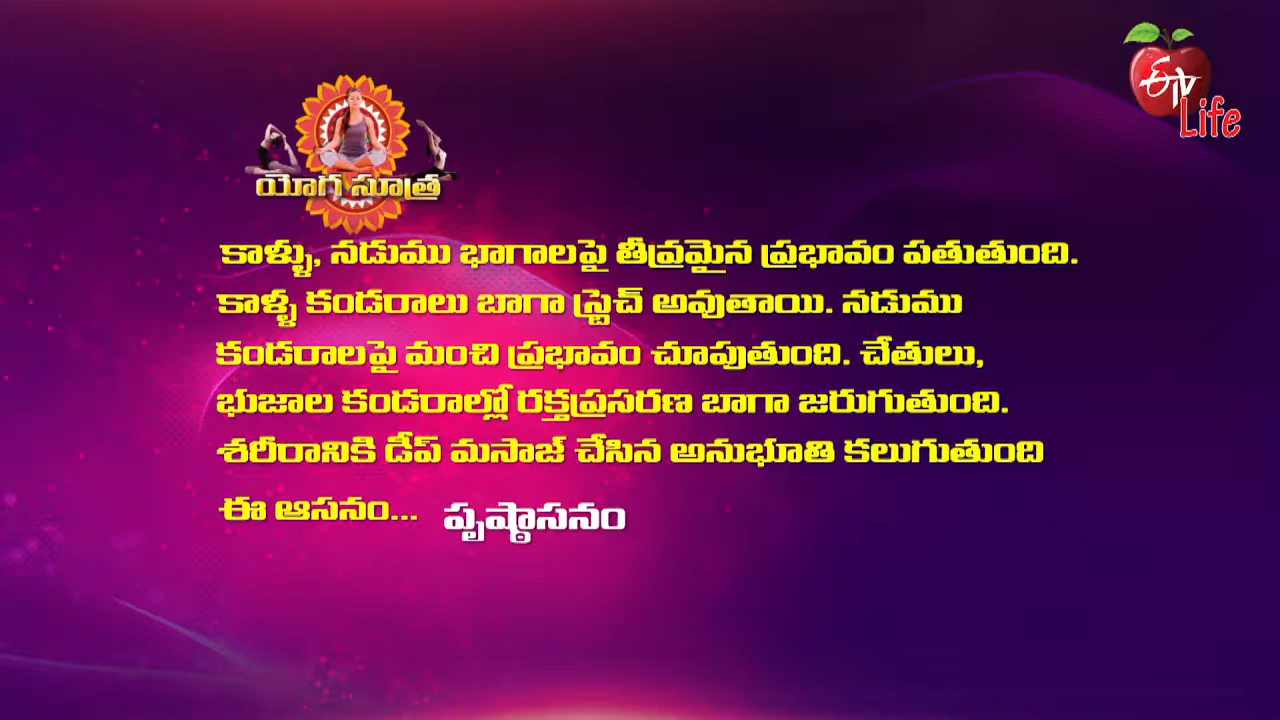 ఈtv
Life
యోగ సూత్ర
కాళ్ళు, నడుము భాగాలపై తీవ్రమైన ప్రభావం పతుతుంది.
కాళ్ళ కండరాలు బాగా స్ట్రెచ్ అవుతాయి. నడుము
కండరాలపై మంచి ప్రభావం చూపుతుంది. చేతులు,
భుజాల కండరాల్లో రక్తప్రసరణ బాగా జరుగుతుంది.
శరీరానికి డీప్ మసాజ్ చేసిన అనుభూతి కలుగుతుంది
ఈ ఆసనం... పృష్ఠాసనం